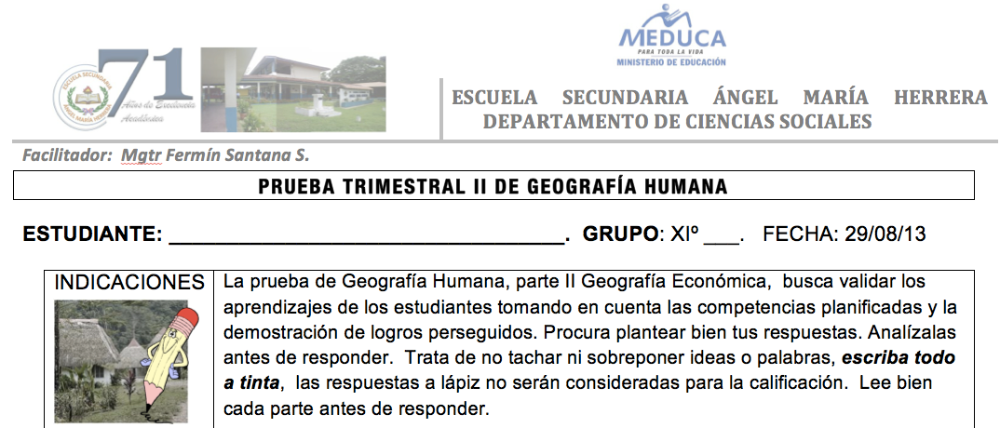 MEDUCA
PARA TODA LA VIDA
MINISTERIO DE EDUCACIÓN
71
Años de Excelencia
Académica
ESCUELA SECUNDARIA
ÁNGEL MARÍA HERRERA
ESCUELA SECUNDARIA ÁNGEL MARÍA HERRERA
DEPARTAMENTO DE CIENCIAS SOCIALES
Facilitador: Mgtr Fermín Santana S.
PRUEBA TRIMESTRAL II DE GEOGRAFÍA HUMANA
ESTUDIANTE: __________________________________. GRUPO: XIº ___. FECHA: 29/08/13
INDICACIONES
La prueba de Geografía Humana, parte II Geografía Económica, busca validar los
aprendizajes de los estudiantes tomando en cuenta las competencias planificadas y la
demostración de logros perseguidos. Procura plantear bien tus respuestas. Analízalas
antes de responder. Trata de no tachar ni sobreponer ideas o palabras, escriba todo
a tinta, las respuestas a lápiz no serán consideradas para la calificación. Lee bien
cada parte antes de responder.